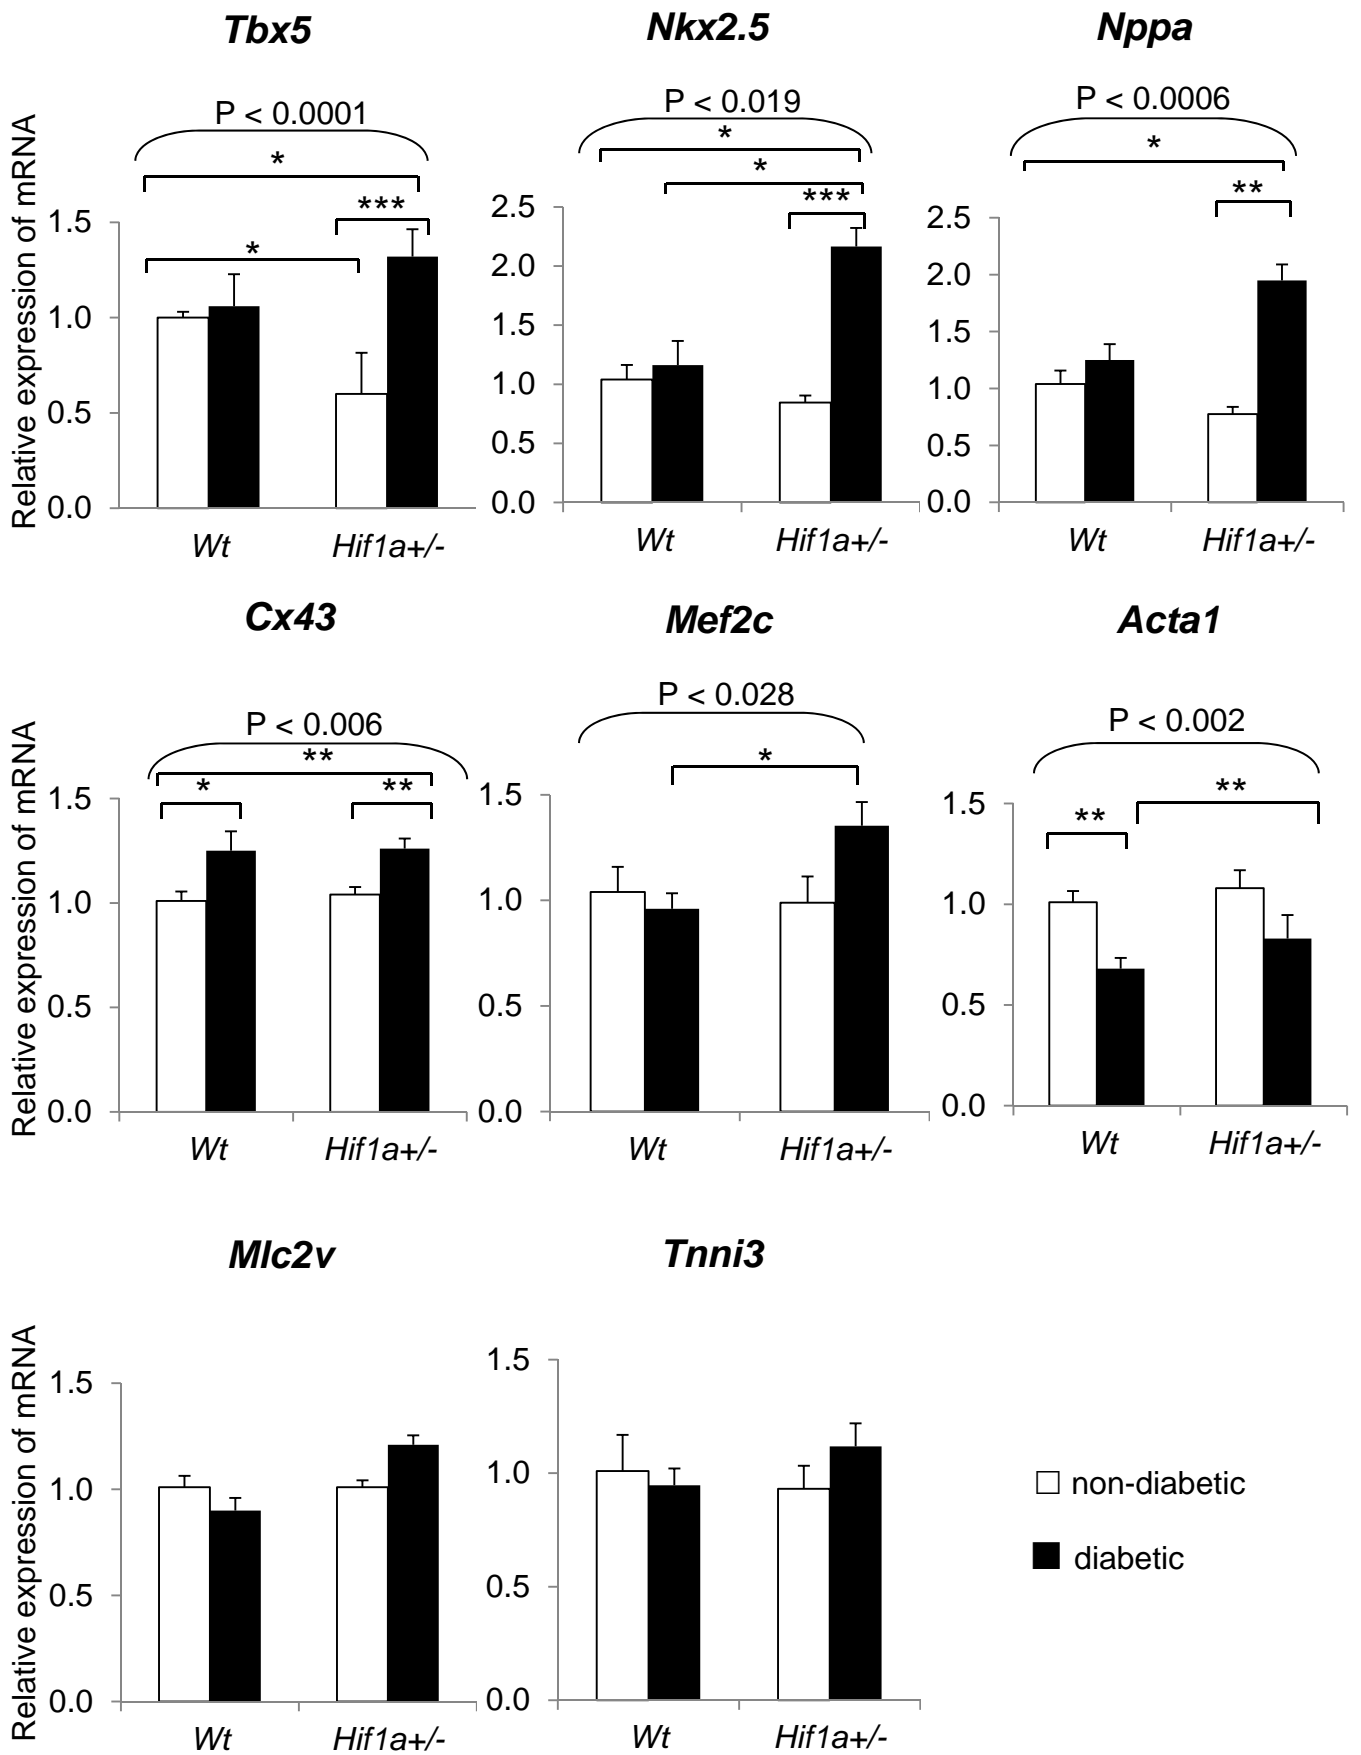 Tbx5
Nkx2.5
Nppa
P < 0.0001
P < 0.019
P < 0.0006
*
*
*
*
***
*
***
**
*
Relative expression of mRNA
1.5
1.0
0.5
0.0
2.5
2.0
1.5
1.0
0.5
0.0
2.5
2.0
1.5
1.0
0.5
0.0
Wt
Hif1a+/-
Wt
Hif1a+/-
Wt
Hif1a+/-
Cx43
Mef2c
Acta1
P < 0.006
P < 0.028
P < 0.002
**
*
**
*
**
**
Relative expression of mRNA
1.5
1.0
0.5
0.0
1.5
1.0
0.5
0.0
1.5
1.0
0.5
0.0
Wt
Hif1a+/-
Wt
Hif1a+/-
Wt
Hif1a+/-
Mlc2v
Tnni3
Relative expression of mRNA
1.5
1.0
0.5
0.0
1.5
1.0
0.5
0.0
Wt
Hif1a+/-
Wt
Hif1a+/-
non-diabetic
diabetic